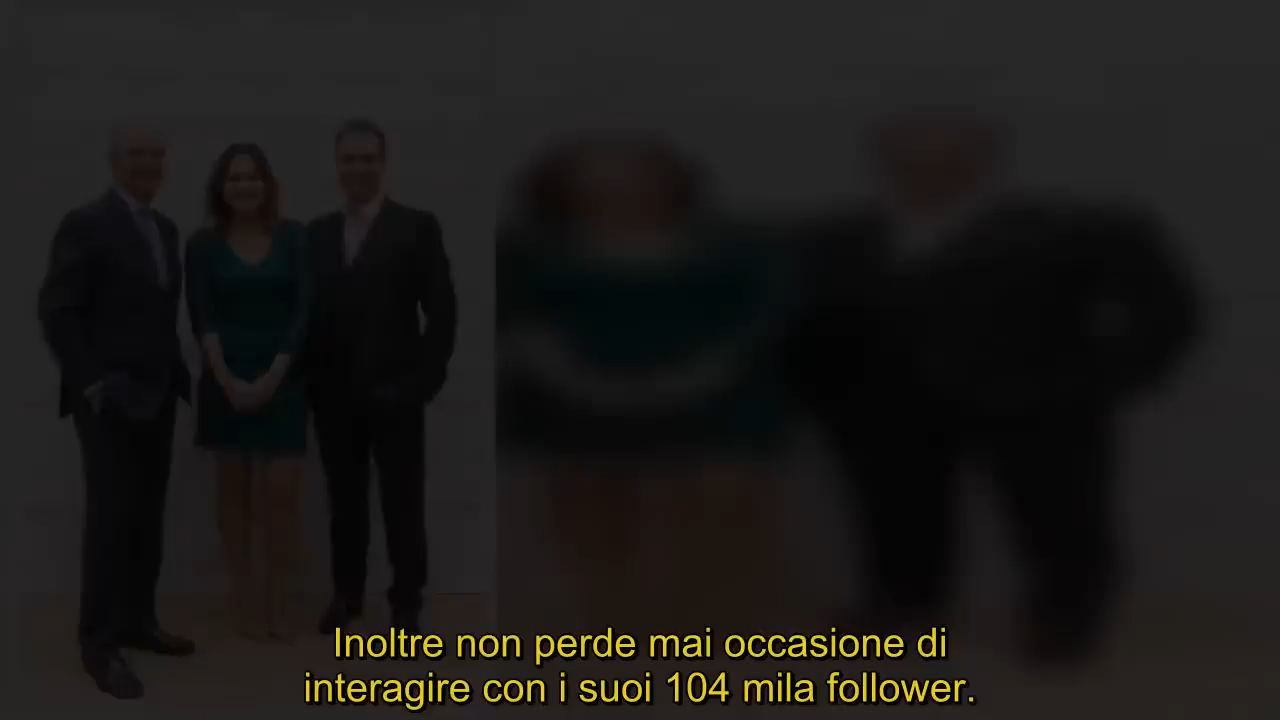 Inoltre non perde mai occasione di
interagire con i suoi 104 mila follower.